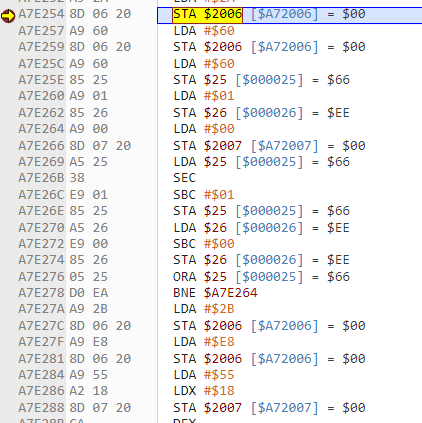 A7E254 8D 06 20 STA $2006 [$A72006] = $00
A7E257 A9 60 LDA #$60
A7E259 8D 06 20 STA $2006 [$A72006] = $00
A7E25C A9 60 LDA #$60
A7E25E 85 25 STA $25 [$000025] = $66
A7E260 A9 01 LDA #$01
A7E262 85 26 STA $26 [$000026] = $EE
A7E264 A9 00 LDA #$00
A7E266 8D 07 20 STA $2007 [$A72007] = $00
A7E269 A5 25 LDA $25 [$000025] = $66
A7E26B 38 SEC
A7E26C E9 01 SBC #$01
A7E26E 85 25 STA $25 [$000025] = $66
A7E270 A5 26 LDA $26 [$000026] = $EE
A7E272 E9 00 SBC #$00
A7E274 85 26 STA $26 [$000026] = $EE
A7E276 05 25 ORA $25 [$000025] = $66
A7E278 D0 EA BNE $A7E264
A7E27A A9 2B LDA #$2B
A7E27C 8D 06 20 STA $2006 [$A72006] = $00
A7E27F A9 E8 LDA #$E8
A7E281 8D 06 20 STA $2006 [$A72006] = $00
A7E284 A9 55 LDA #$55
A7E286 A2 18 LDX #$18
A7E288 8D 07 20 STA $2007 [$A72007] = $00